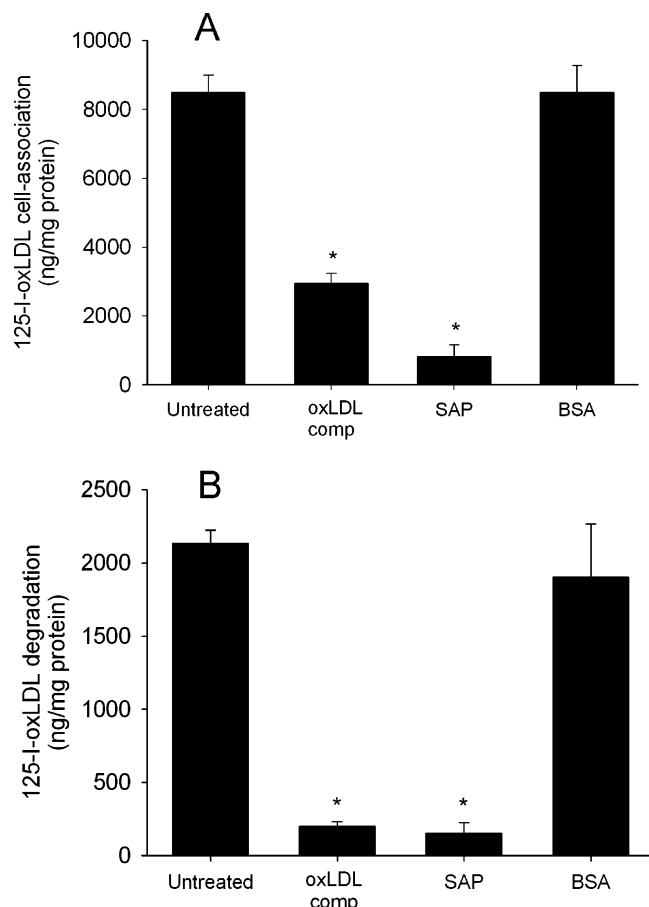 A
125-I-oxLDL cell-association
(ng/mg protein)
10000
8000
6000
4000
2000
0
*
*
Untreated
oxLDL
comp
SAP
BSA
B
125-I-oxLDL degradation
(ng/mg protein)
2500
2000
1500
1000
500
0
*
*
Untreated
oxLDL
comp
SAP
BSA